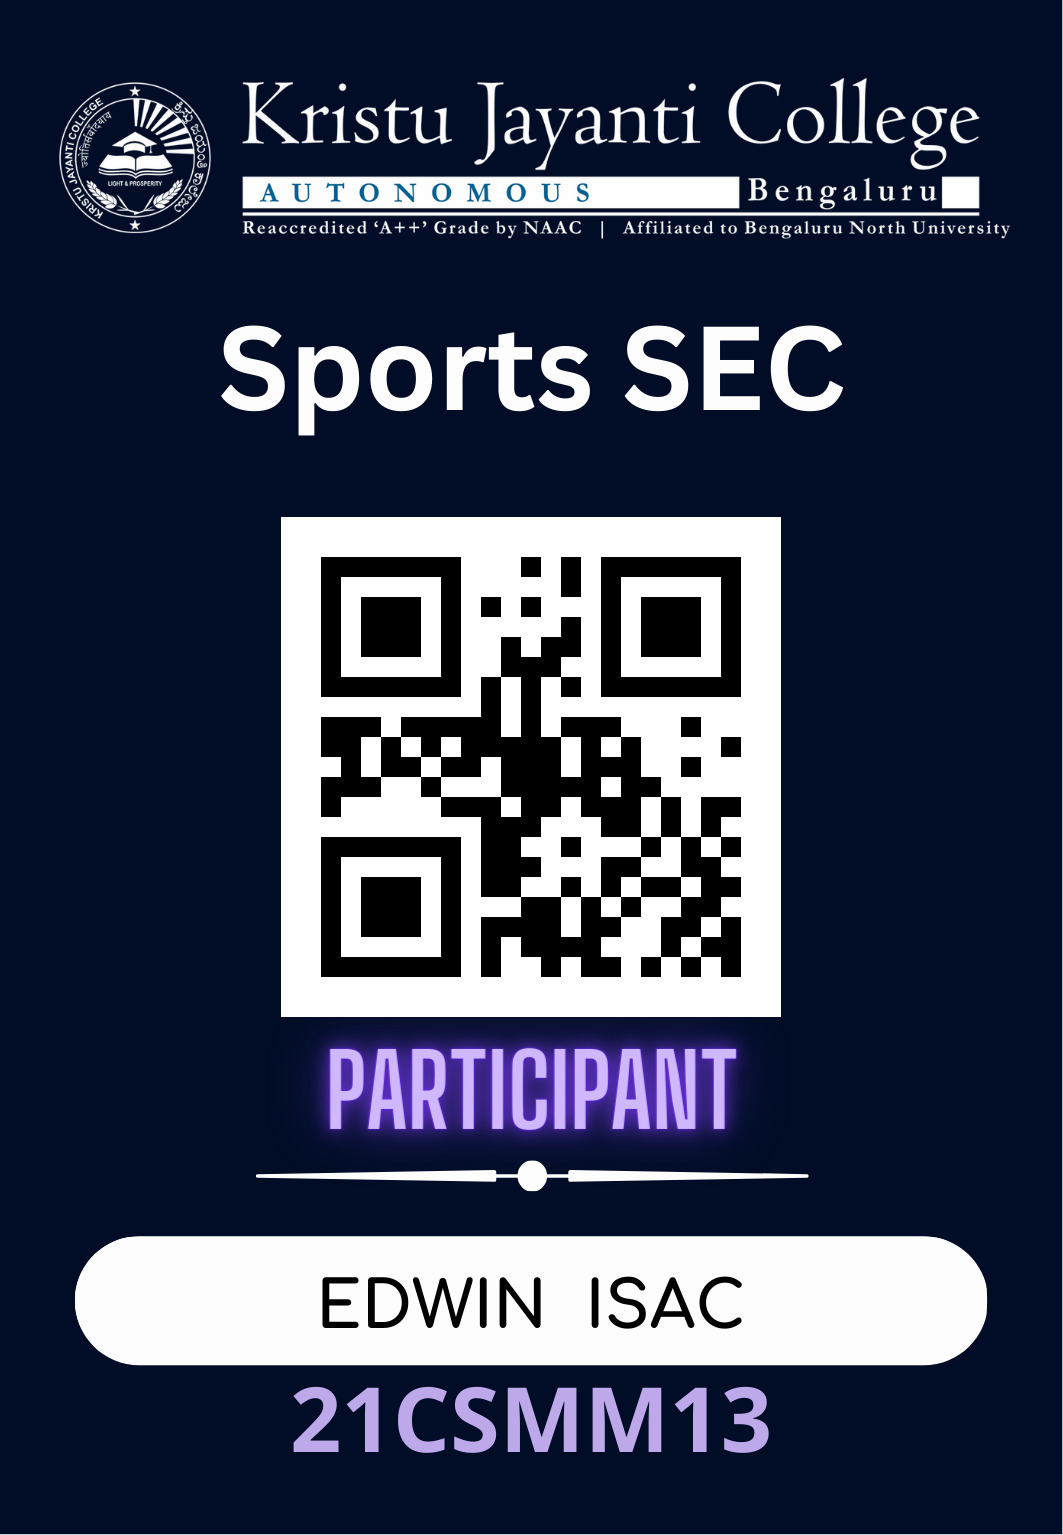 Kristu Jayanti College
AUTONOMOUS Bengaluru
Reaccredited ‘A++’ Grade by NAAC | Affiliated to Bengaluru North University
KRISTU JAYANTI COLLEGE
ಕ್ರಿಸ್ತು ಜಯಂತಿ ಕಾಲೇಜು
LIGHT & PROSPERITY
Sports SEC
PARTICIPANT
EDWIN ISAC
21CSMM13